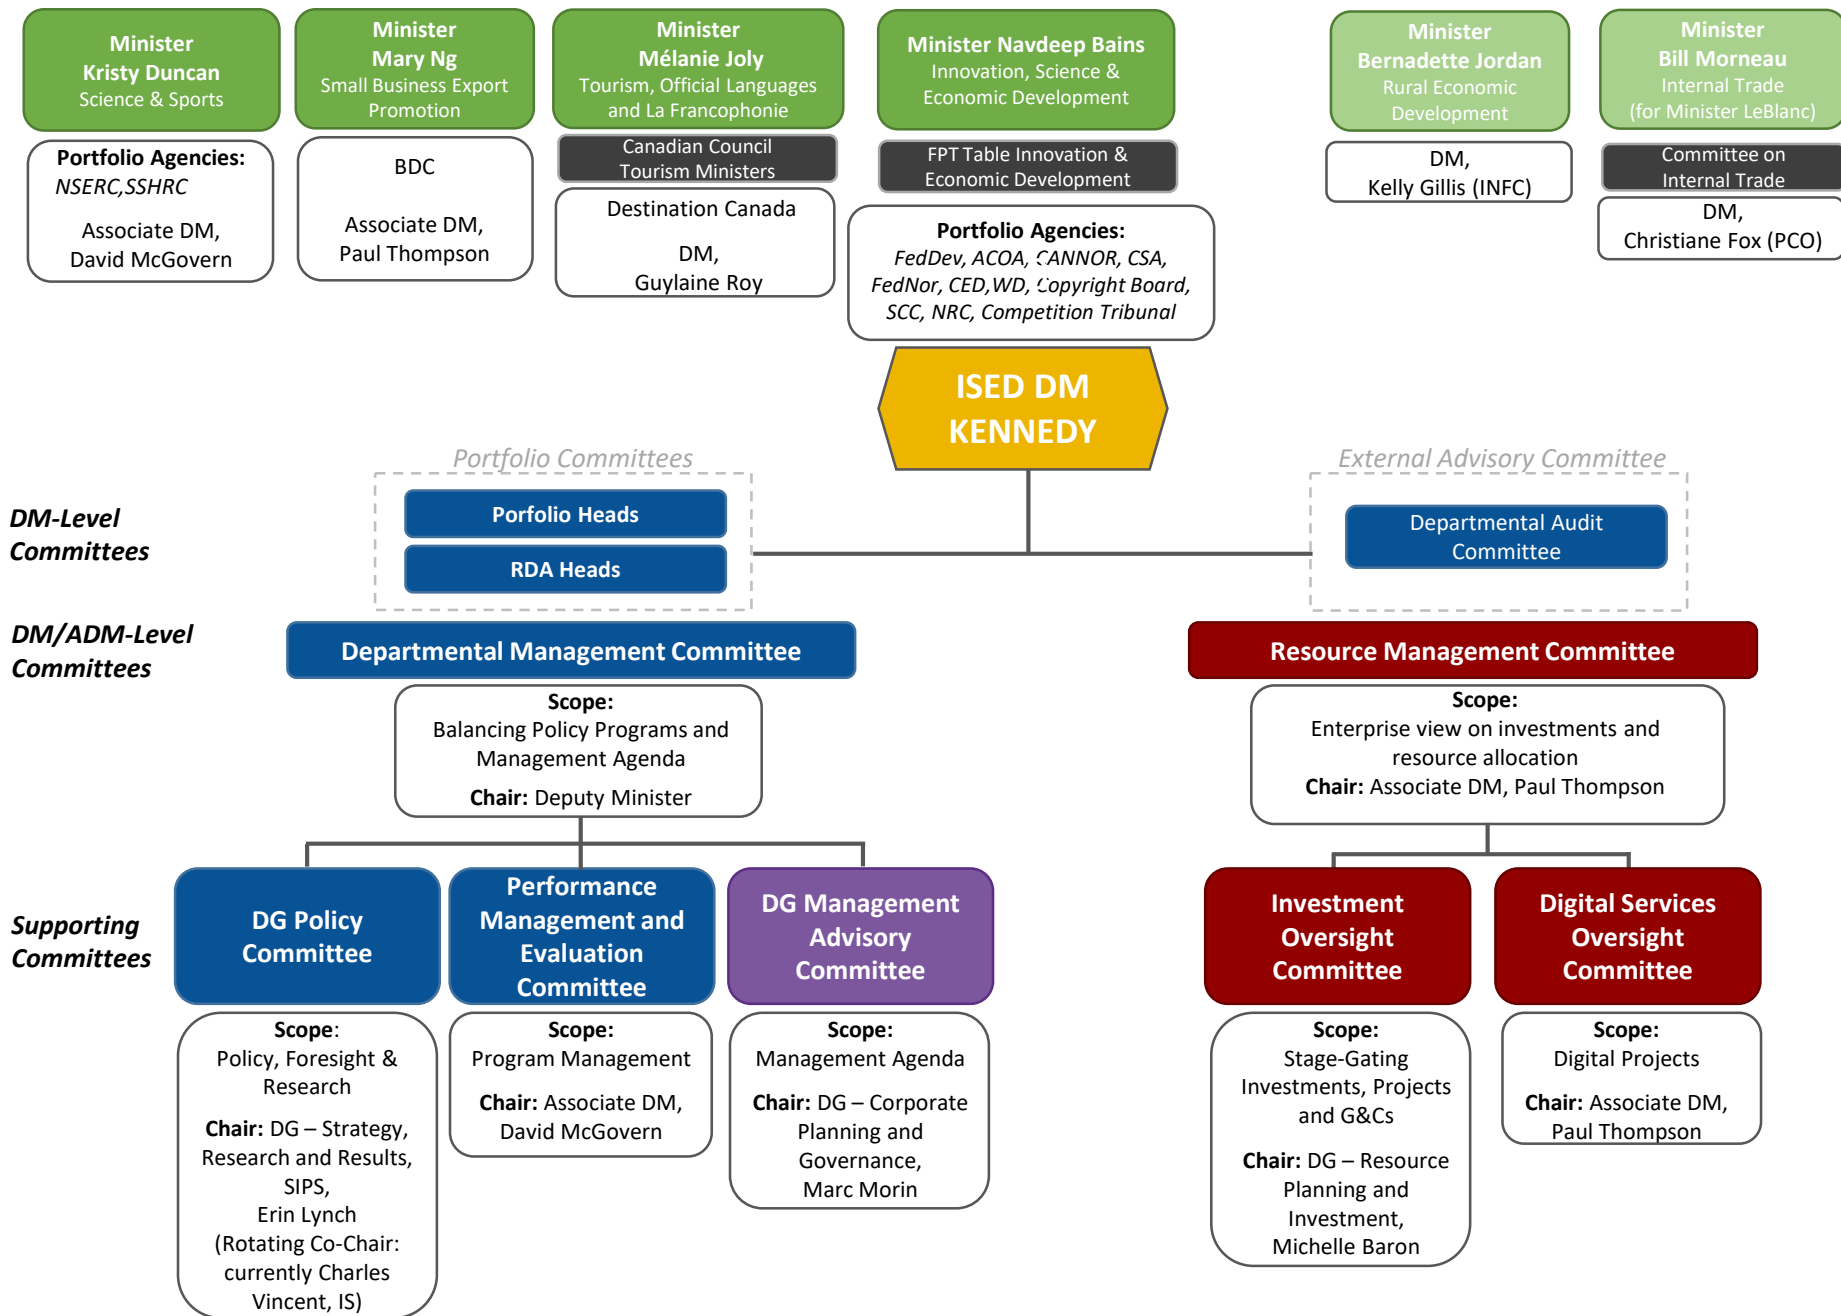 Minister
Kristy Duncan
Science & Sports
Minister
Mary Ng
Small Business Export
Promotion
Minister
Mélanie Joly
Tourism, Official Languages
and La Francophonie
Minister Navdeep Bains
Innovation, Science &
Economic Development
Minister
Bernadette Jordan
Rural Economic
Development
Minister
Bill Morneau
Internal Trade
(for Minister LeBlanc)
Portfolio Agencies:
NSERC,SSHRC
Associate DM,
David McGovern
BDC
Associate DM,
Paul Thompson
Canadian Council
Tourism Ministers
Destination Canada
DM,
Guylaine Roy
FPT Table Innovation &
Economic Development
Portfolio Agencies:
FedDev, ACOA, CANNOR, CSA,
FedNor, CED,WD, Copyright Board,
SCC, NRC, Competition Tribunal
DM,
Kelly Gillis (INFC)
Committee on
Internal Trade
DM,
Christiane Fox (PCO)
ISED DM
KENNEDY
Portfolio Committees
External Advisory Committee
DM-Level
Committees
Porfolio Heads
RDA Heads
Departmental Audit
Committee
DM/ADM-Level
Committees
Departmental Management Committee
Resource Management Committee
Scope:
Balancing Policy Programs and
Management Agenda
Chair: Deputy Minister
Scope:
Enterprise view on investments and
resource allocation
Chair: Associate DM, Paul Thompson
Supporting
Committees
DG Policy
Committee
Performance
Management and
Evaluation
Committee
DG Management
Advisory
Committee
Investment
Oversight
Committee
Digital Services
Oversight
Committee
Scope:
Policy, Foresight &
Research
Chair: DG – Strategy,
Research and Results,
SIPS,
Erin Lynch
(Rotating Co-Chair:
currently Charles
Vincent, IS)
Scope:
Program Management
Chair: Associate DM,
David McGovern
Scope:
Management Agenda
Chair: DG – Corporate
Planning and
Governance,
Marc Morin
Scope:
Stage-Gating
Investments, Projects
and G&Cs
Chair: DG – Resource
Planning and
Investment,
Michelle Baron
Scope:
Digital Projects
Chair: Associate DM,
Paul Thompson